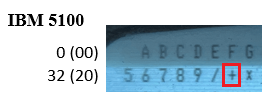 IBM 5100
0 (00) A B C D E F G
32 (20) 5 6 7 8 9 / + x